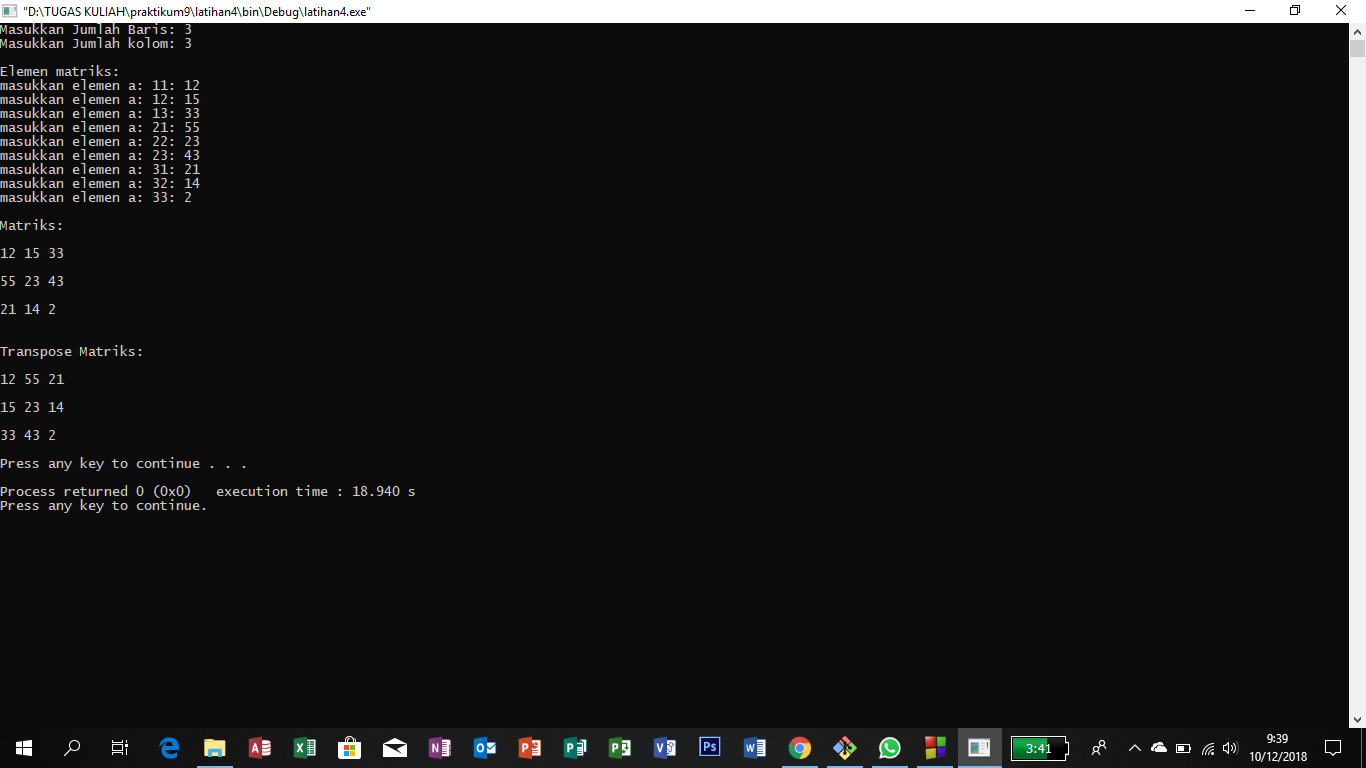 "D:\TUGAS KULIAH\praktikum9\latihan4\bin\Debug\latihan4.exe"
Masukkan Jumlah Baris: 3
Masukkan Jumlah kolom: 3
Elemen matriks:
masukkan elemen a: 11: 12
masukkan elemen a: 12: 15
masukkan elemen a: 13: 33
masukkan elemen a: 21: 55
masukkan elemen a: 22: 23
masukkan elemen a: 23: 43
masukkan elemen a: 31: 21
masukkan elemen a: 32: 14
masukkan elemen a: 33: 2
Matriks:
12 15 33
55 23 43
21 14 2
Transpose Matriks:
12 55 21
15 23 14
33 43 2
Press any key to continue . . .
Process returned 0 (0x0)   execution time : 18.940 s
Press any key to continue.
3:41
9:39
10/12/2018